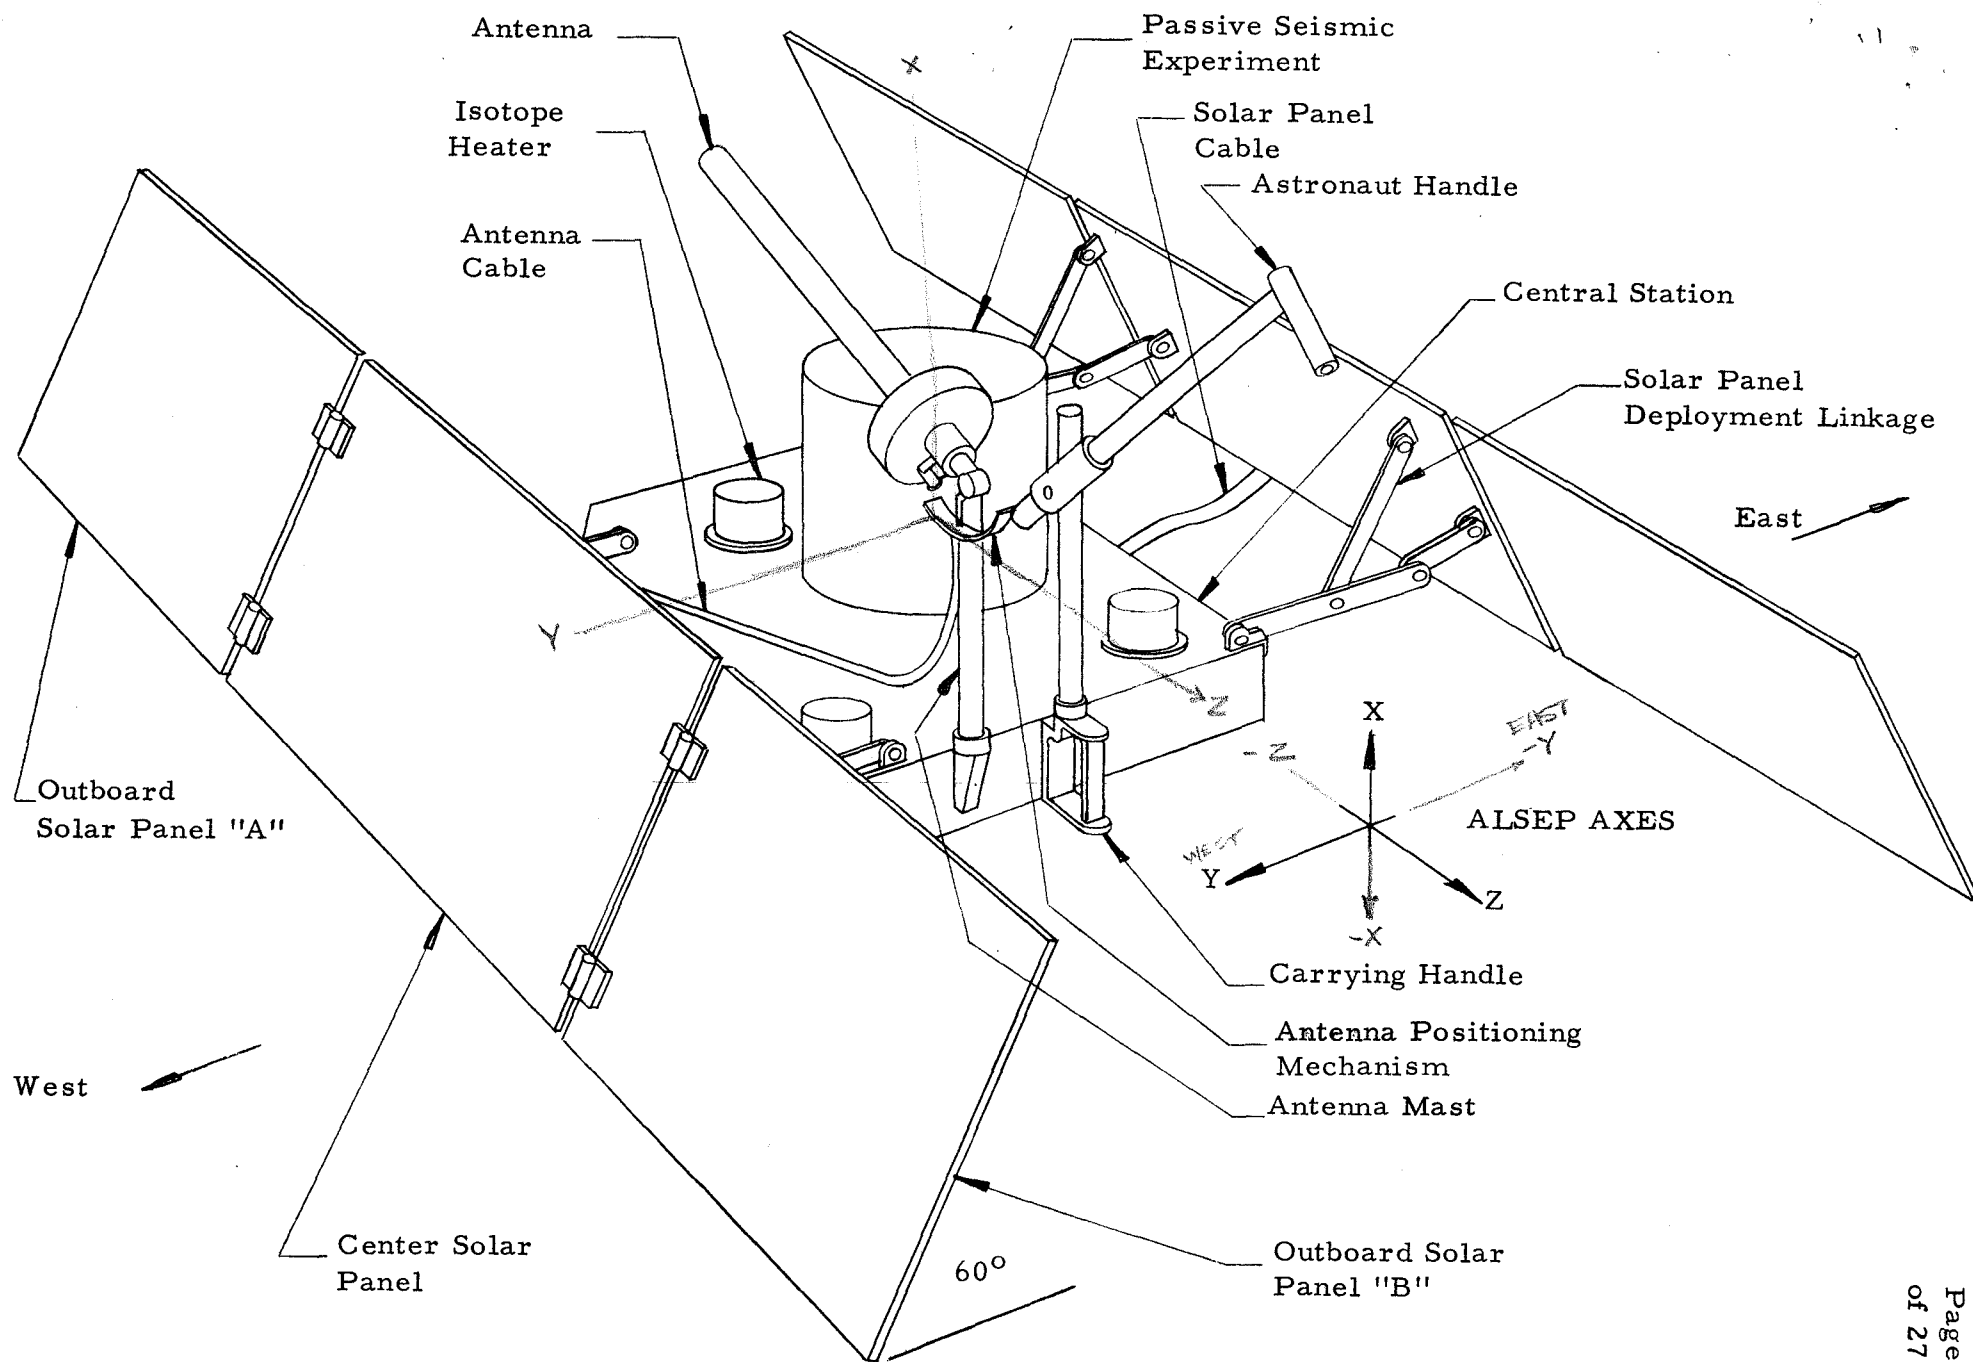 Antenna
Passive Seismic
Experiment
X
Isotope
Heater
Solar Panel
Cable
Astronaut Handle
Antenna
Cable
Central Station
Solar Panel
Deployment Linkage
East
Y
Z
X
EAST
-Y
-Z
Outboard
Solar Panel "A"
ALSEP AXES
WEST
Y
Z
-X
Carrying Handle
Antenna Positioning
Mechanism
West
Antenna Mast
Center Solar
Panel
60°
Outboard Solar
Panel "B"
Page
of 27